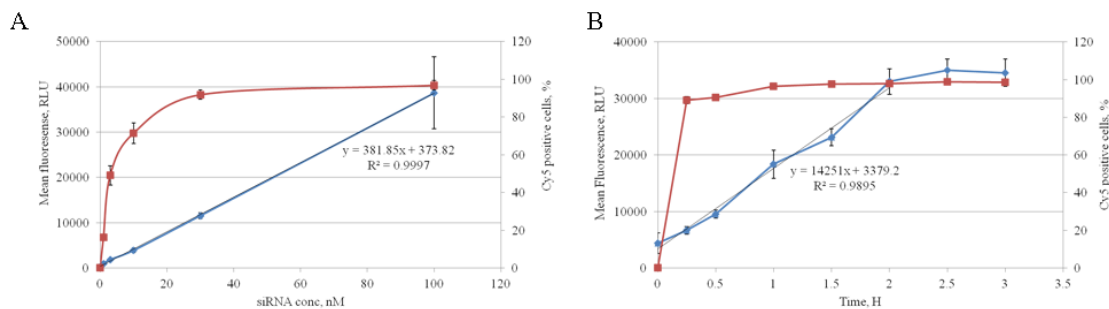 A
50000
40000
30000
20000
10000
0
Mean fluoresense, RLU
120
100
80
60
40
20
0
Cy5 positive cells, %
y = 381.85x + 373.82
R² = 0.9997
0 20 40 60 80 100 120
siRNA conc, nM
B
40000
30000
20000
10000
0
Mean Fluorescence, RLU
120
100
80
60
40
20
0
Cy5 positive cells, %
y = 14251x + 3379.2
R² = 0.9895
0 0.5 1 1.5 2 2.5 3 3.5
Time, H